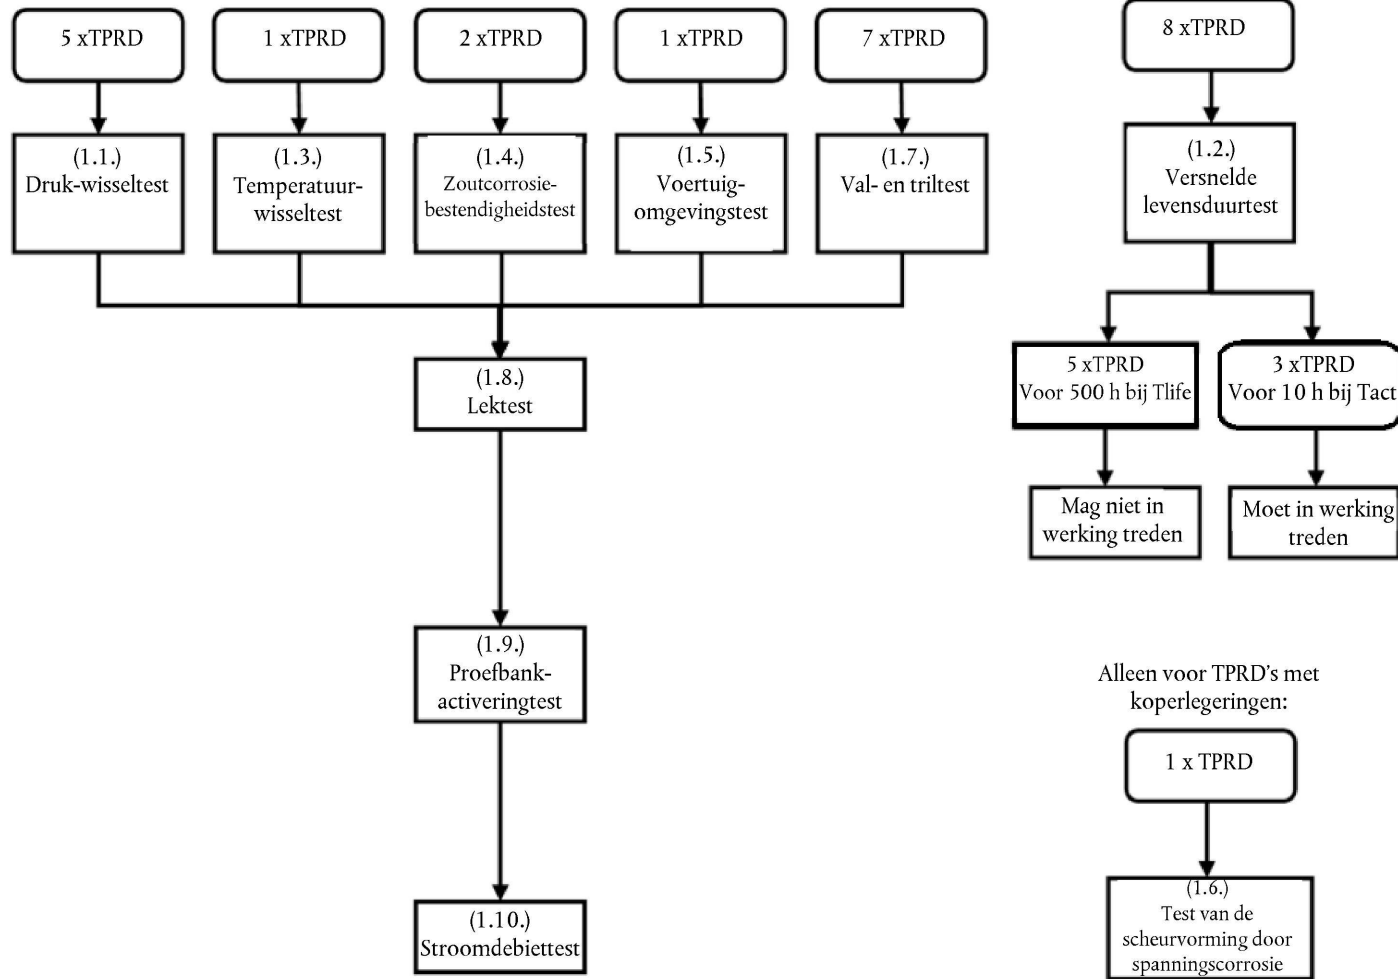 5 xTPRD
1 xTPRD
2 xTPRD
1 xTPRD
7 xTPRD
8 xTPRD
(1.1.)
Druk-wisseltest
(1.3.)
Temperatuur-
wisseltest
(1.4.)
Zoutcorrosie-
bestendigheidstest
(1.5.)
Voertuig-
omgevingstest
(1.7.)
Val- en triltest
(1.2.)
Versnelde
levensduurtest
(1.8.)
Lektest
5 xTPRD
Voor 500 h bij Tlife
3 xTPRD
Voor 10 h bij Tact
Mag niet in
werking treden
Moet in werking
treden
(1.9.)
Proefbank-
activeringtest
(1.10.)
Stroomdebiettest
Alleen voor TPRD’s met
koperlegeringen:
1 x TPRD
(1.6.)
Test van de
scheurvorming door
spanningscorrosie